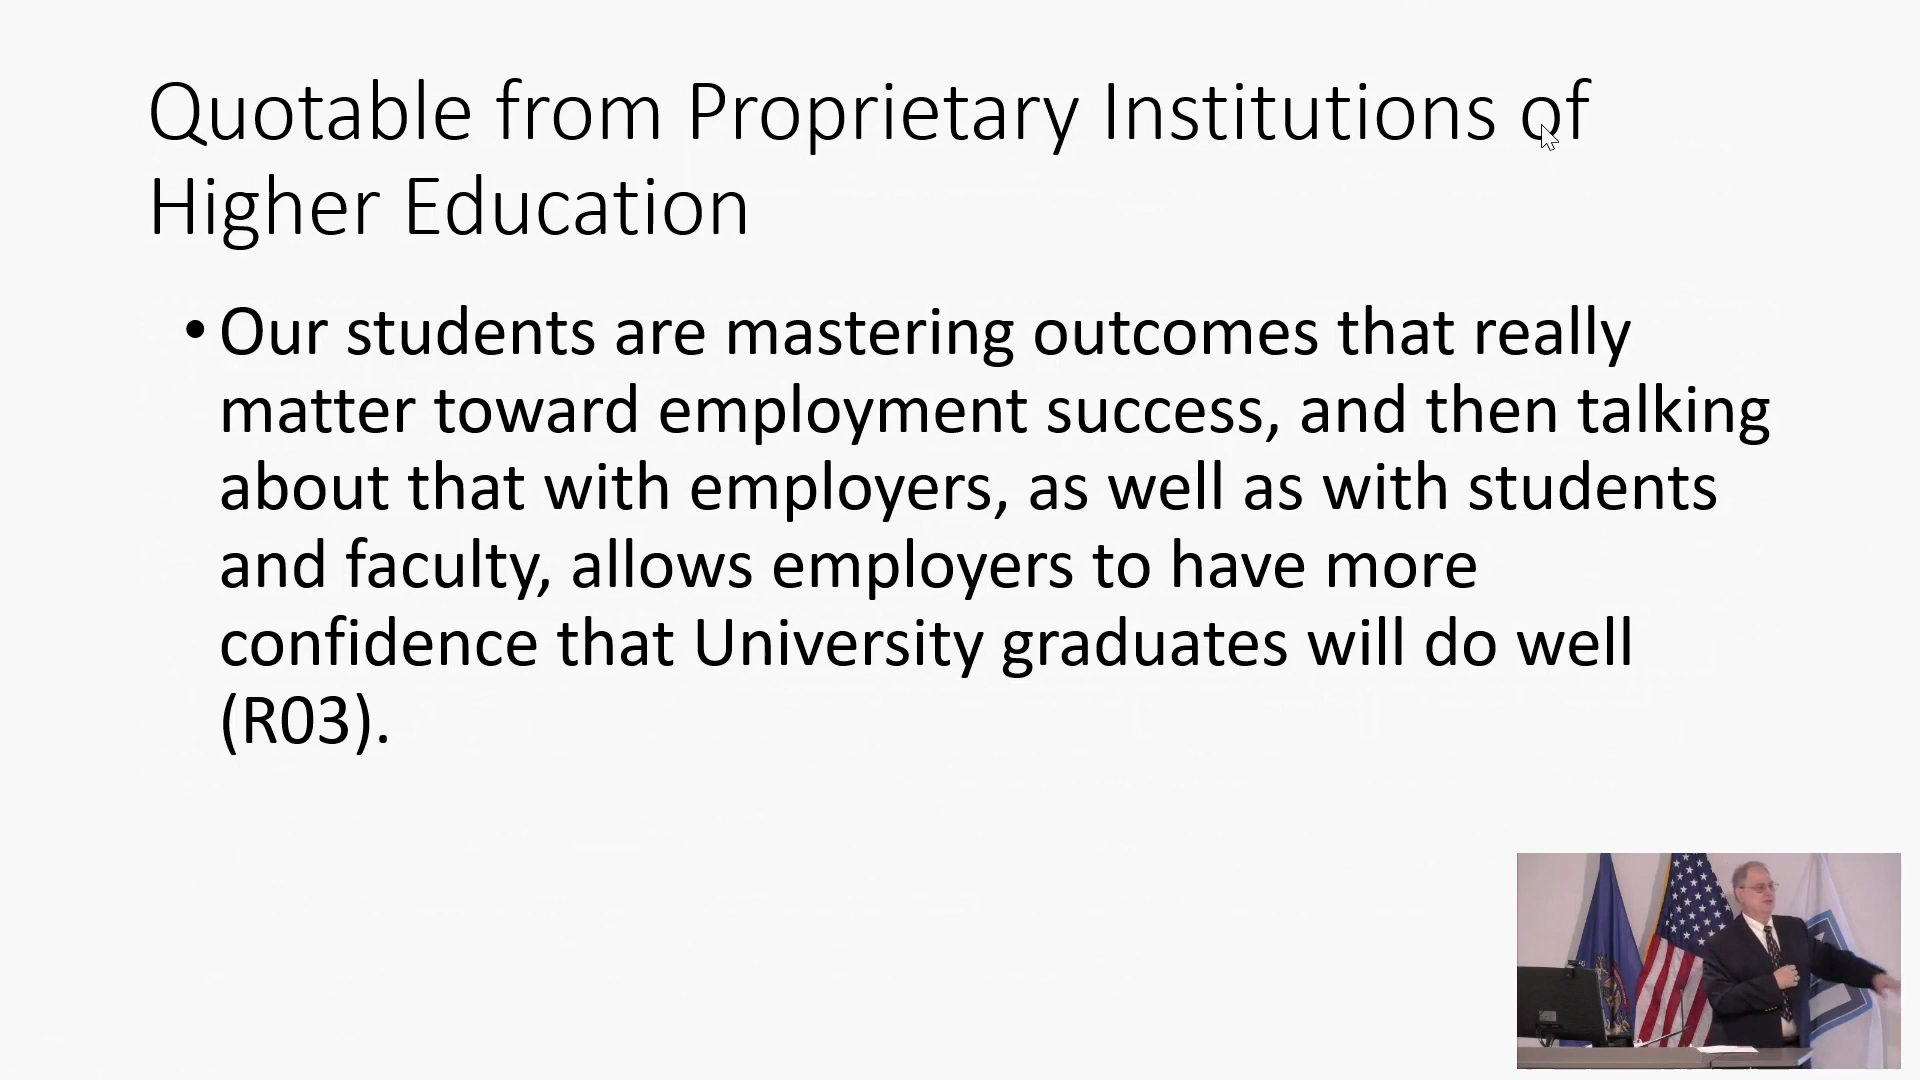 Quotable from Proprietary Institutions of
Higher Education
• Our students are mastering outcomes that really
matter toward employment success, and then talking
about that with employers, as well as with students
and faculty, allows employers to have more
confidence that University graduates will do well
(R03).